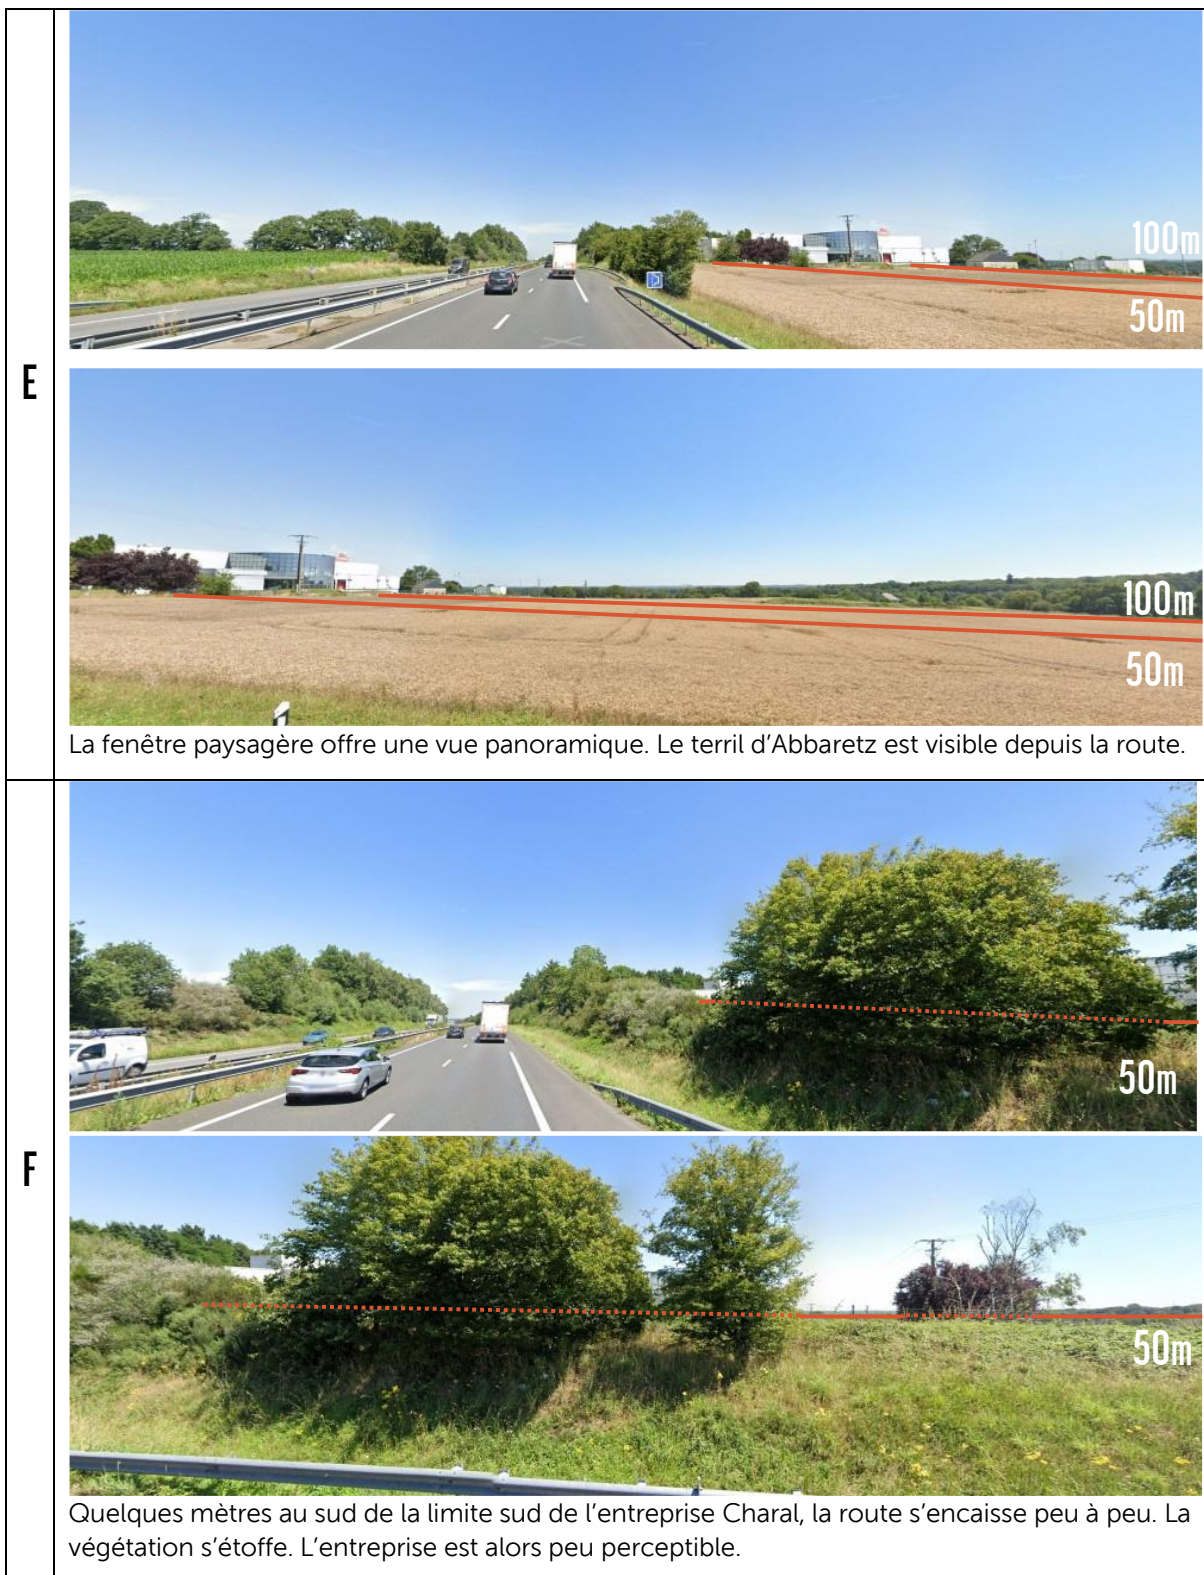 E
100m
50m
100m
50m
La fenêtre paysagère offre une vue panoramique. Le terril d’Abbaretz est visible depuis la route.
F
50m
50m
Quelques mètres au sud de la limite sud de l’entreprise Charal, la route s’encaisse peu à peu. La
végétation s’étoffe. L’entreprise est alors peu perceptible.